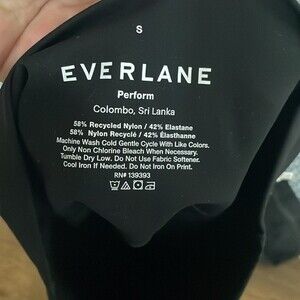 S
EVERLANE
Perform
Colombo, Sri Lanka
58% Recycled Nylon / 42% Elastane
58% Nylon Recyclé / 42% Élasthanne
Machine Wash Cold Gentle Cycle With Like Colors.
Only Non Chlorine Bleach When Necessary.
Tumble Dry Low. Do Not Use Fabric Softener.
Cool Iron If Needed. Do Not Iron On Print.
RN# 139393